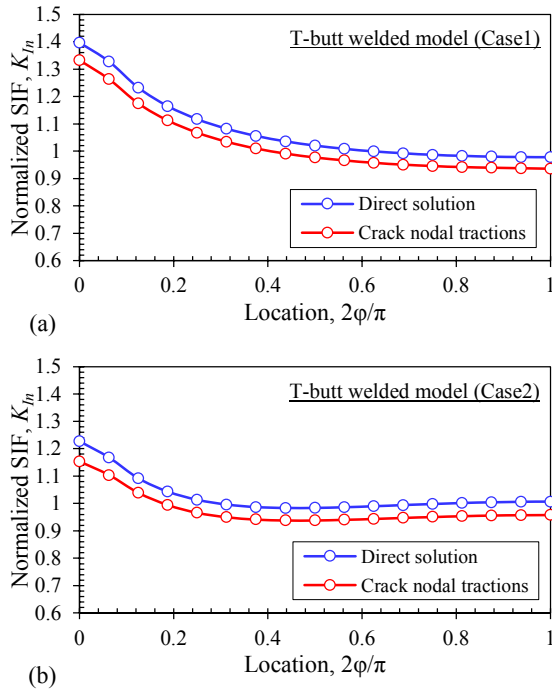 Normalized SIF, K_In
1.5
1.4
1.3
1.2
1.1
1
0.9
0.8
0.7
0.6
T-butt welded model (Case1)
Direct solution
Crack nodal tractions
0 0.2 0.4 0.6 0.8 1
Location, 2φ/π
(a)
Normalized SIF, K_In
1.5
1.4
1.3
1.2
1.1
1
0.9
0.8
0.7
0.6
T-butt welded model (Case2)
Direct solution
Crack nodal tractions
0 0.2 0.4 0.6 0.8 1
Location, 2φ/π
(b)